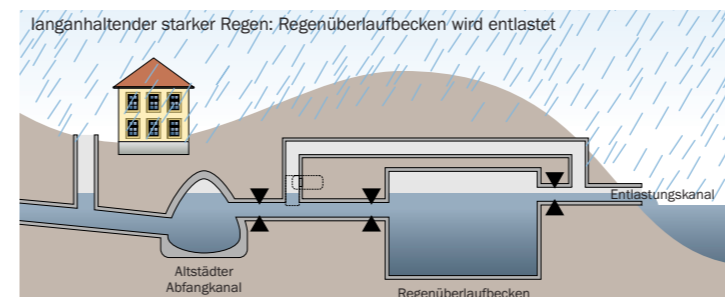 langanhaltender starker Regen: Regenüberlaufbecken wird entlastet
Entlastungskanal
Altstädter
Abfangkanal
Regenüberlaufbecken